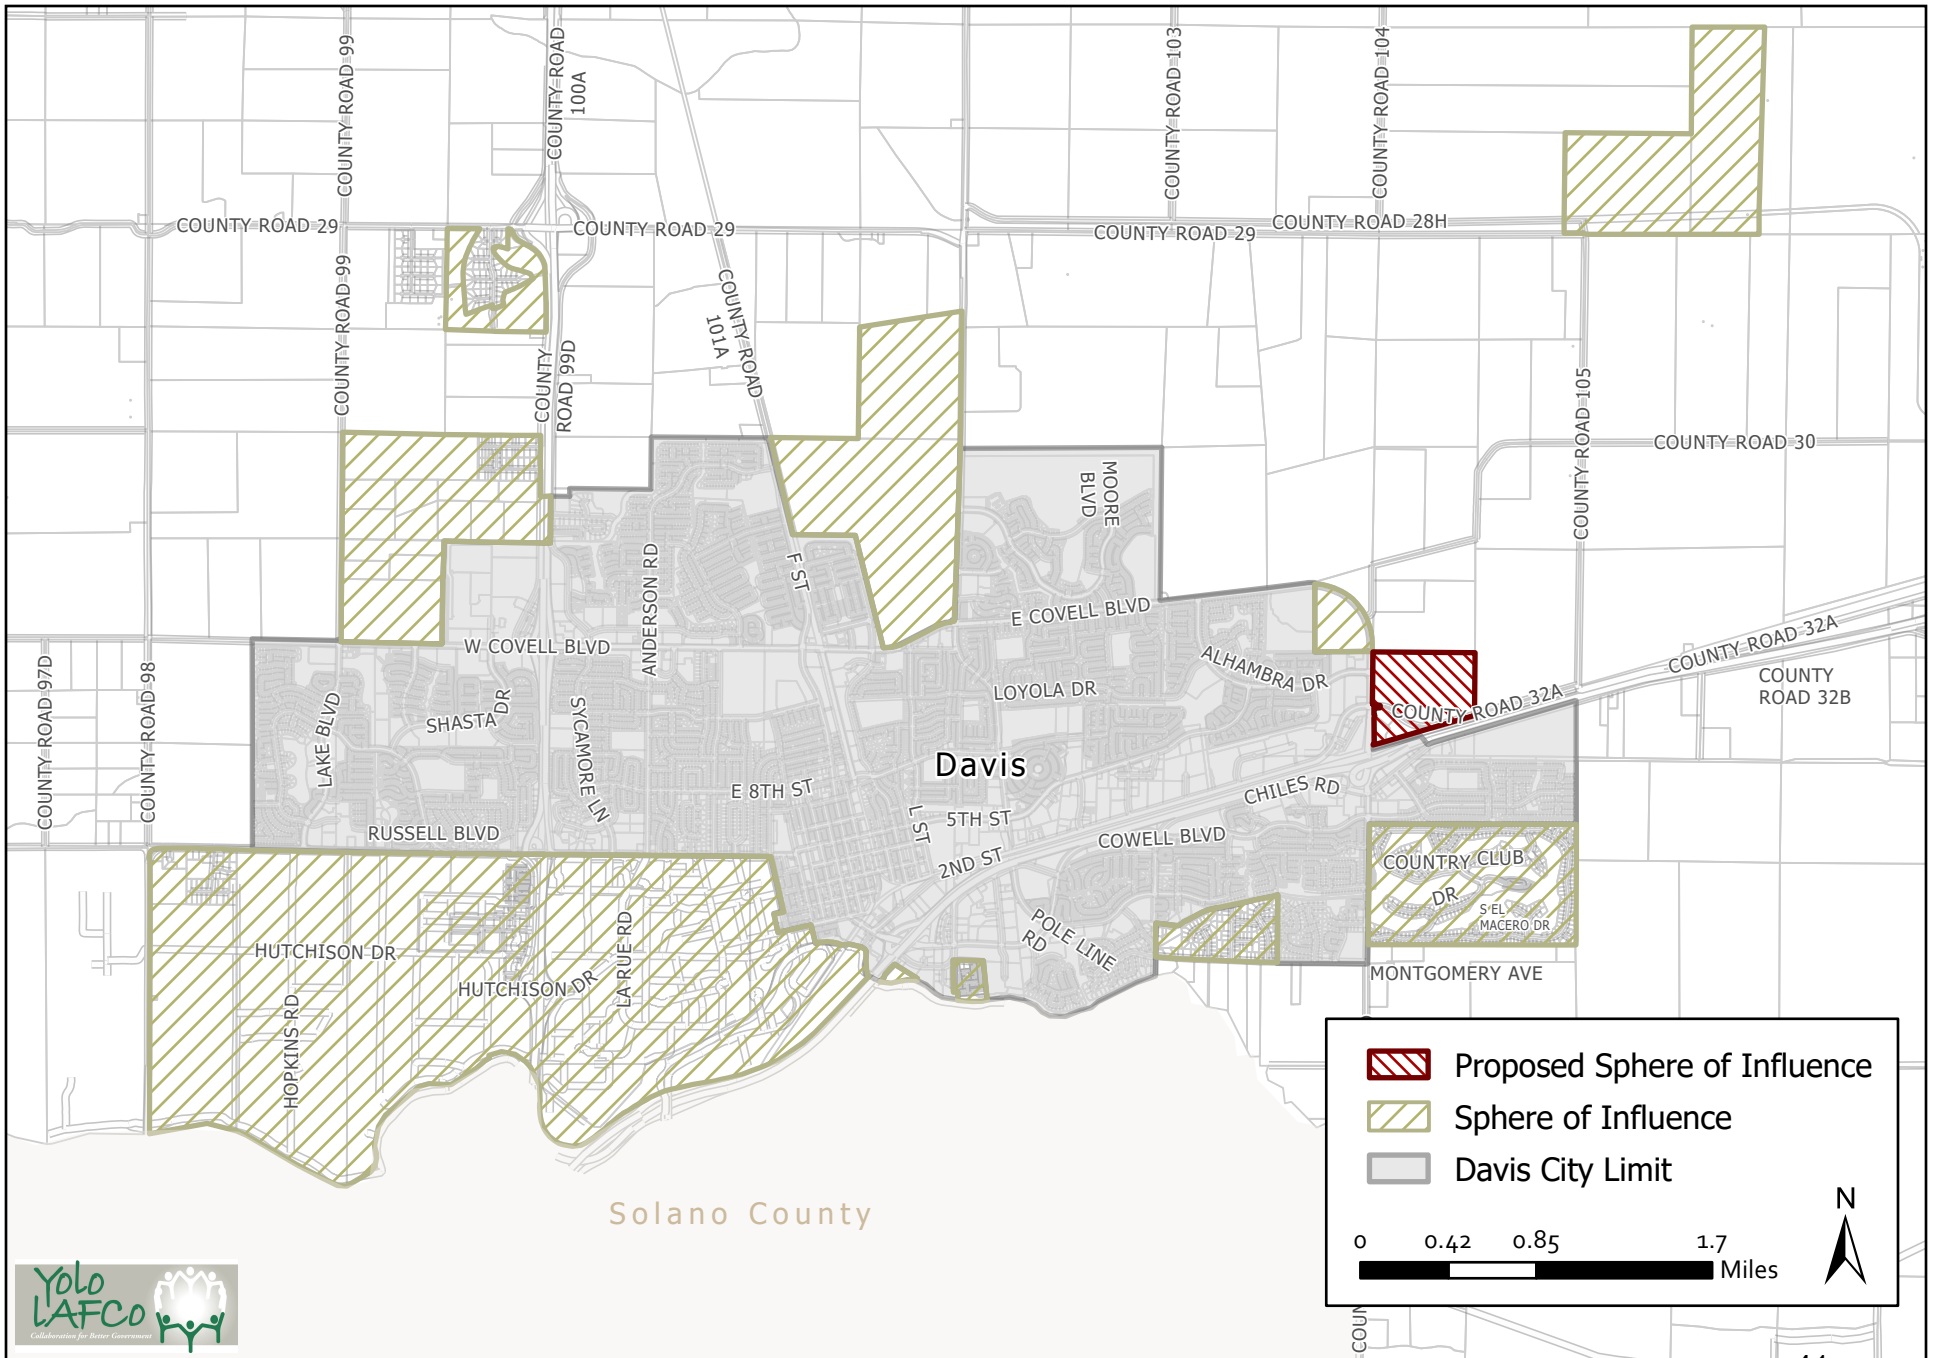 COUNTY ROAD 99
COUNTY ROAD
100A
COUNTY ROAD 103
COUNTY ROAD 104
COUNTY ROAD 29
COUNTY ROAD 29
COUNTY ROAD 29
COUNTY ROAD 28H
COUNTY ROAD 99
COUNTY
ROAD 99D
COUNTY ROAD
101A
COUNTY ROAD 105
COUNTY ROAD 30
MOORE
BLVD
ANDERSON RD
F ST
E COVELL BLVD
W COVELL BLVD
COUNTY ROAD 97D
COUNTY ROAD 98
LAKE BLVD
SHASTA DR
SYCAMORE LN
LOYOLA DR
ALHAMBRA DR
COUNTY ROAD 32A
COUNTY ROAD 32A
COUNTY
ROAD 32B
Davis
E 8TH ST
L ST
5TH ST
2ND ST
CHILES RD
COWELL BLVD
RUSSELL BLVD
COUNTRY CLUB
DR
S EL
MACERO DR
POLE LINE
RD
MONTGOMERY AVE
HUTCHISON DR
HUTCHISON DR
LA RUE RD
HOPKINS RD
Solano County
Proposed Sphere of Influence
Sphere of Influence
Davis City Limit
N
0 0.42 0.85 1.7
Miles
COUN
Yolo
LAFCo
Collaboration for Better Government